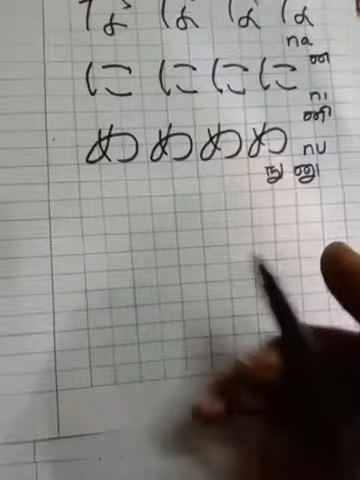 な な な な
na
に に に に
ni
め め め め
nu